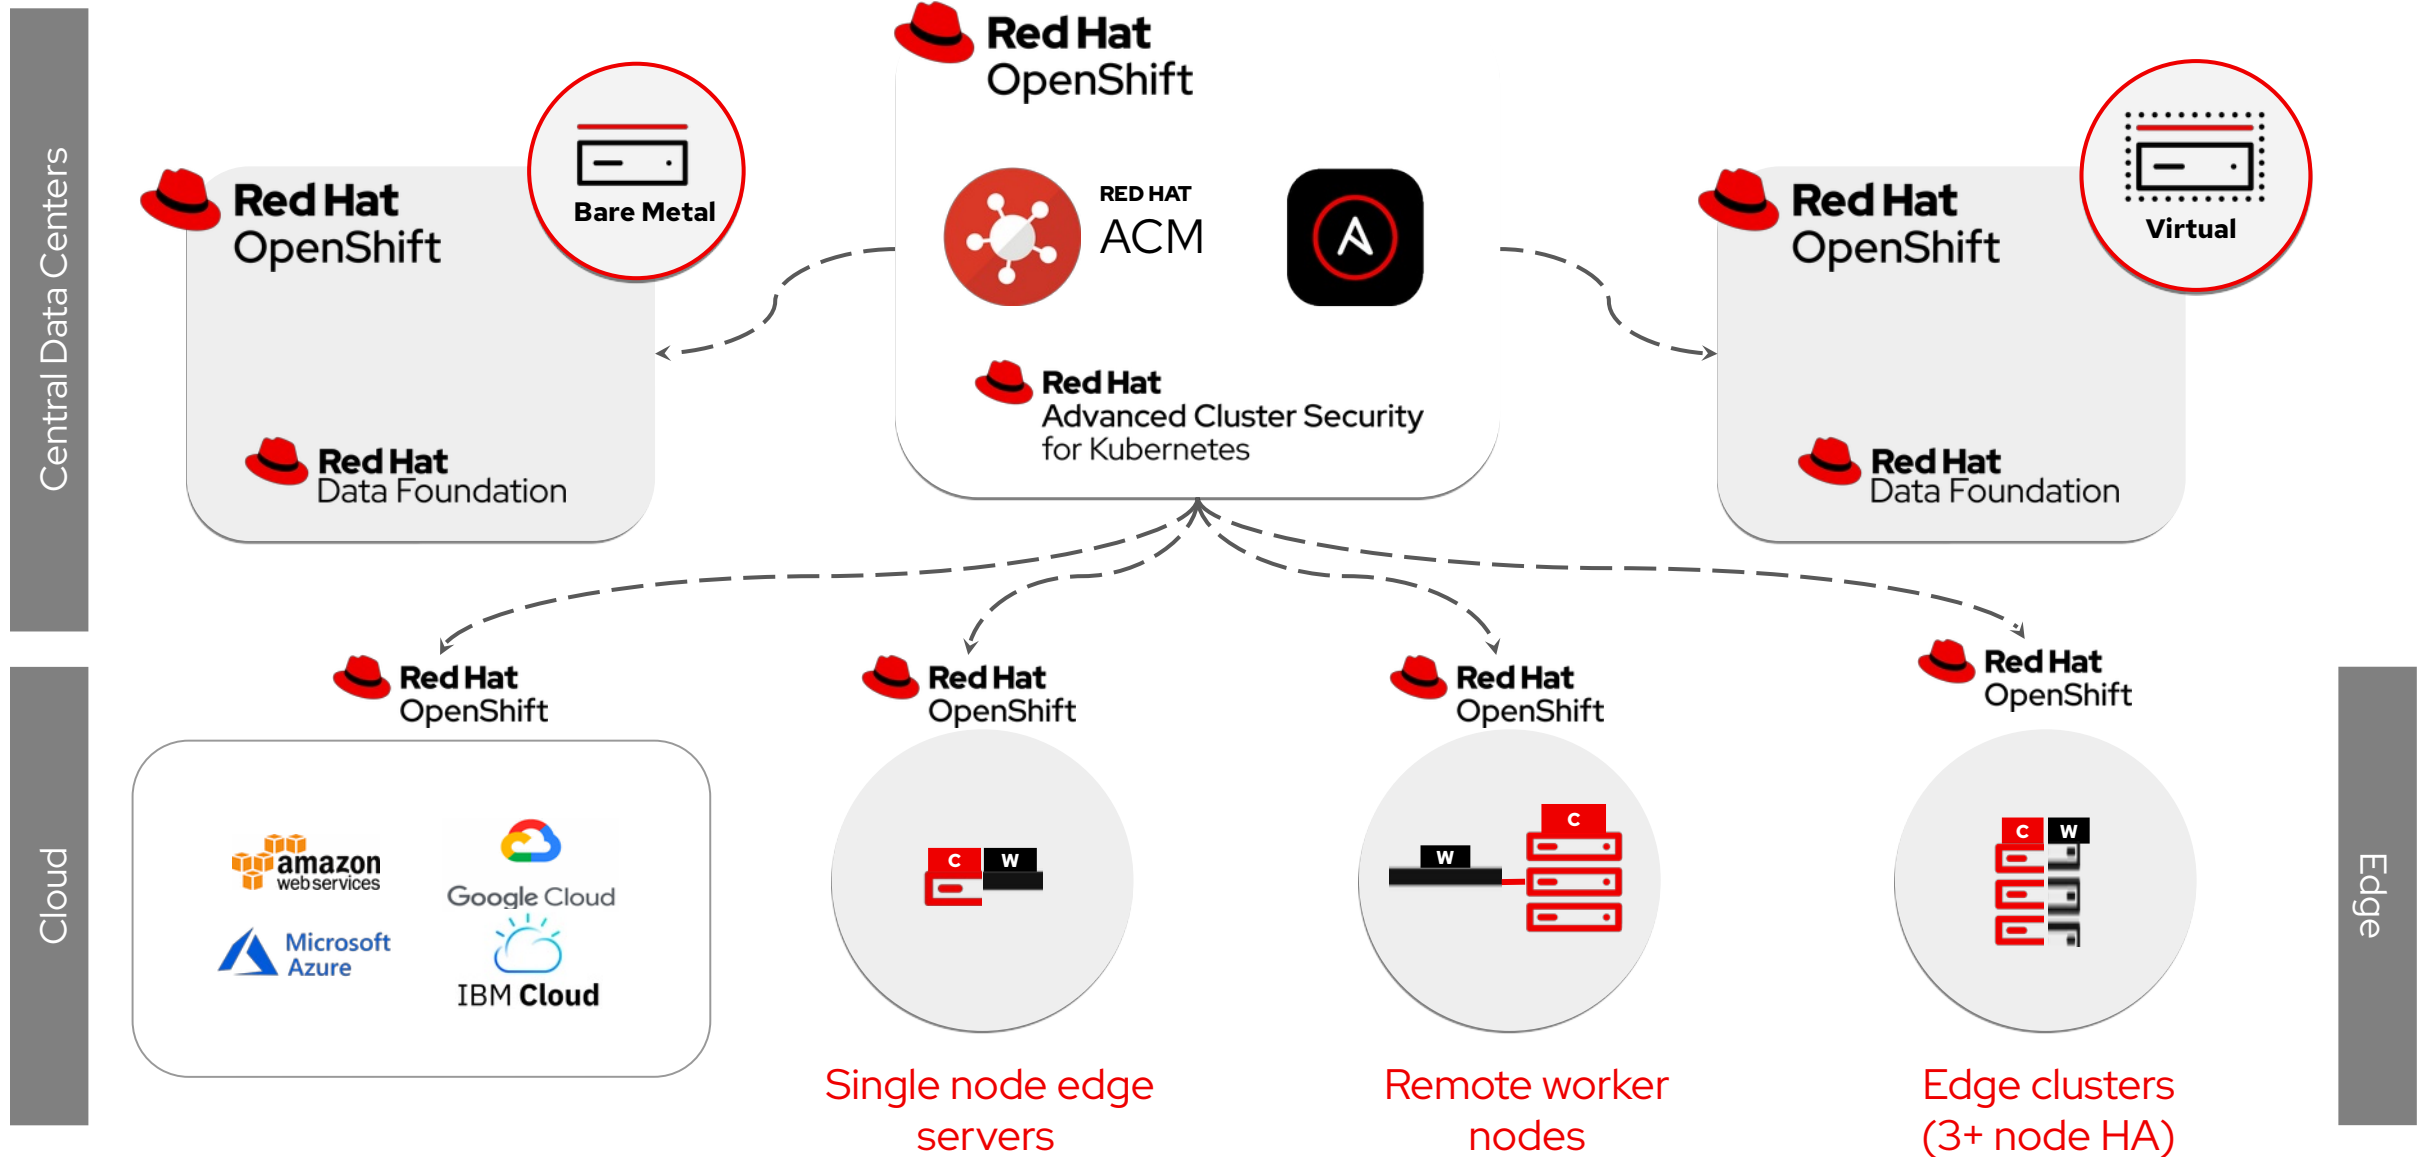 Central Data Centers
Red Hat
OpenShift
Bare Metal
Red Hat
Data Foundation
Red Hat
OpenShift
RED HAT
ACM
Red Hat
Advanced Cluster Security
for Kubernetes
Red Hat
OpenShift
Virtual
Red Hat
Data Foundation
Cloud
Red Hat
OpenShift
amazon
webservices
Google Cloud
Microsoft
Azure
IBM Cloud
Red Hat
OpenShift
C W
Single node edge
servers
Red Hat
OpenShift
W
C
Remote worker
nodes
Red Hat
OpenShift
C W
Edge clusters
(3+ node HA)
Edge